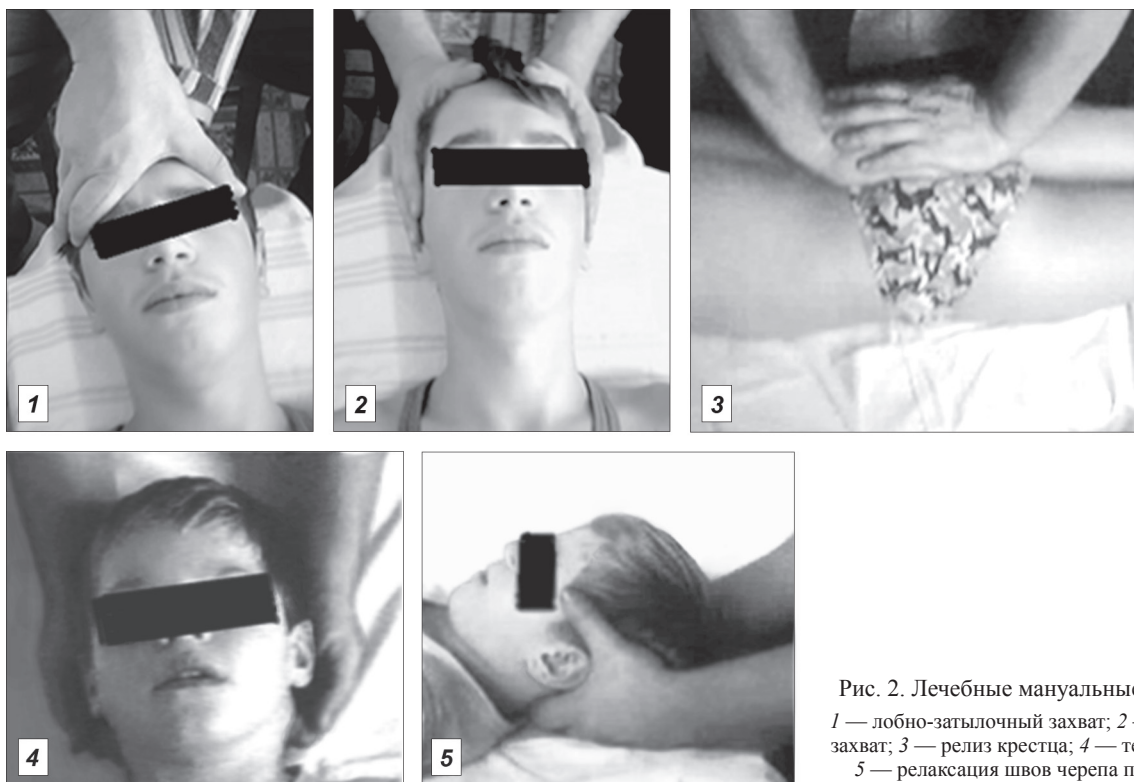 1
2
3
4
5
Рис. 2. Лечебные мануальные
1 — лобно-затылочный захват; 2
захват; 3 — релиз крестца; 4 —
5 — релаксация швов черепа